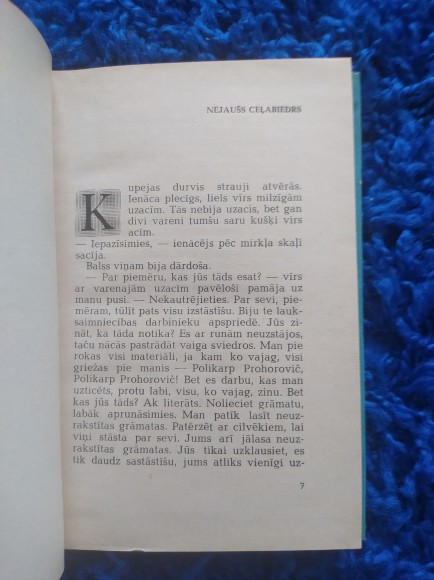 NEJAUŠS CEĻABIEDRS
Kupejas durvis strauji atvērās.
Ienāca plecīgs, liels vīrs milzīgām
uzacīm. Tās nebija uzacis, bet gan
divi vareni tumšu saru kušķi virs
acīm.
— Iepazīsimies, — ienācējs pēc mirkļa skaļi
sacīja.
Balss viņam bija dārdoša.
— Par piemēru, kas jūs tāds esat? — vīrs
ar varenajām uzacīm pavēloši pamāja uz
manu pusi. — Nekautrējieties. Par sevi, pie-
mēram, tūlīt pats visu izstāstīšu. Biju te lauk-
saimniecības darbinieku apspriedē. Jūs zi-
nāt, ka tāda notika? Es ar runām neuzstājos,
taču nācās pastrādāt vaiga sviedros. Man pie
rokas visi materiāli, ja kam ko vajag, visi
griežas pie manis — Polikarp Prohorovič,
Polikarp Prohorovič! Bet es darbu, kas man
uzticēts, protu labi, visu, ko vajag, zinu. Bet
kas jūs tāds? Ak literāts. Nolieciet grāmatu,
labāk aprunāsimies. Man patīk lasīt neuz-
rakstītas grāmatas. Patērzēt ar cilvēkiem, lai
viņi stāsta par sevi. Jums arī jālasa neuz-
rakstītas grāmatas. Jūs tikai uzklausiet, es
tik daudz sastāstīšu, jums atliks vienīgi uz-
7